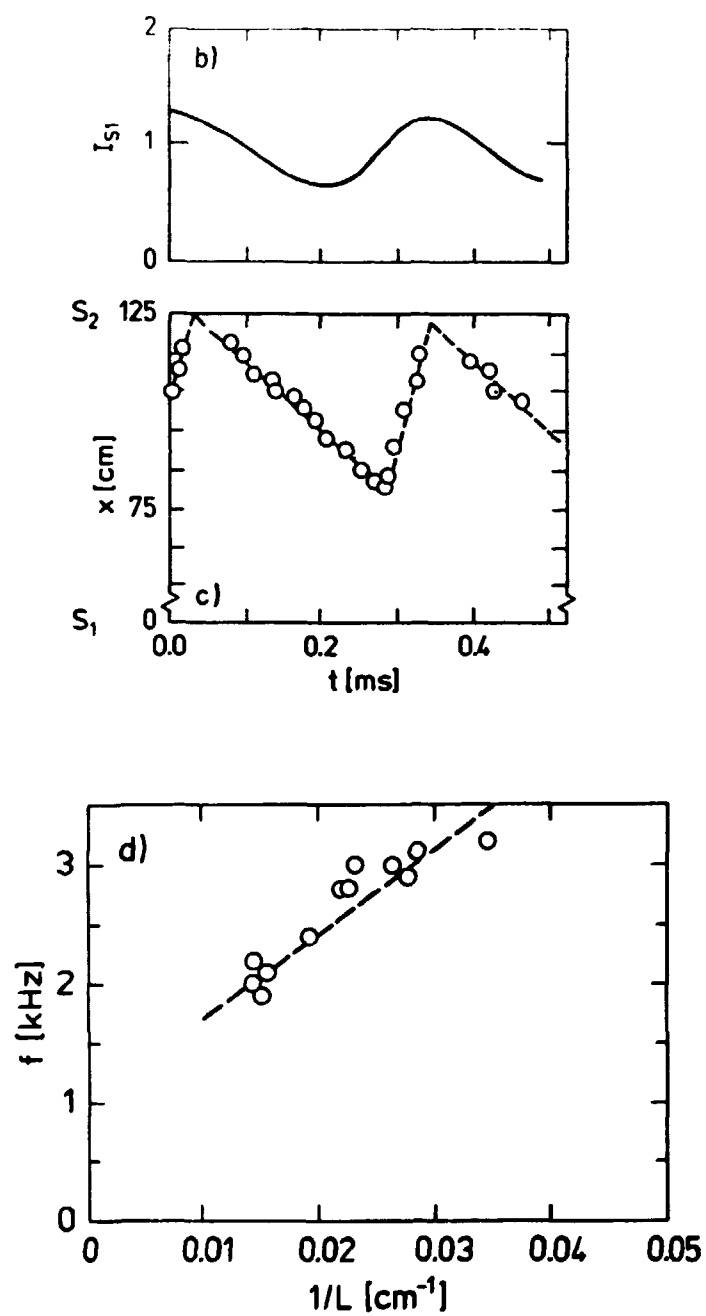 2
b)
I_S1
1
0
S₂ 125
x [cm]
75
c)
S₁ 0
0.0 0.2 0.4
t [ms]
d)
3
f [kHz]
2
1
0
0 0.01 0.02 0.03 0.04 0.05
1/L [cm⁻¹]